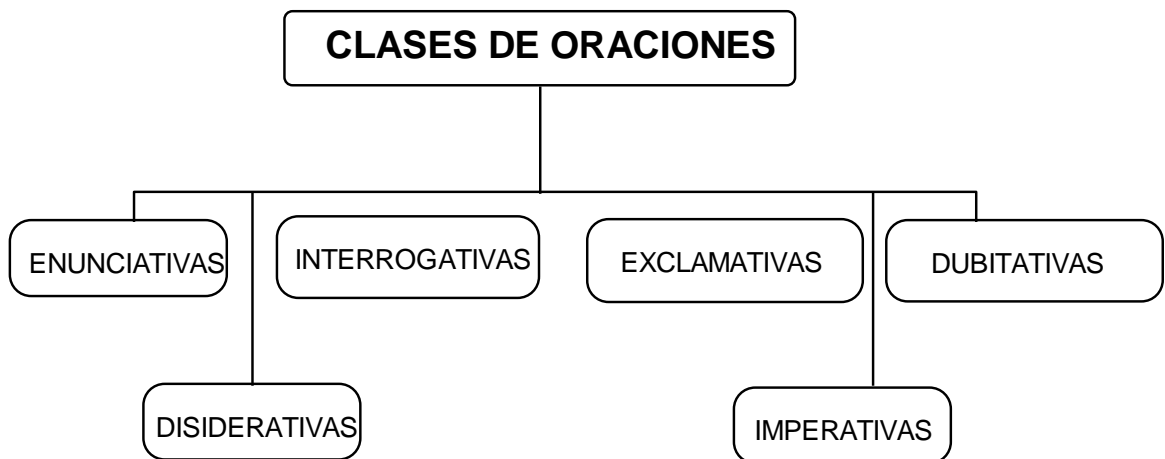 CLASES DE ORACIONES
ENUNCIATIVAS
INTERROGATIVAS
EXCLAMATIVAS
DUBITATIVAS
DISIDERATIVAS
IMPERATIVAS